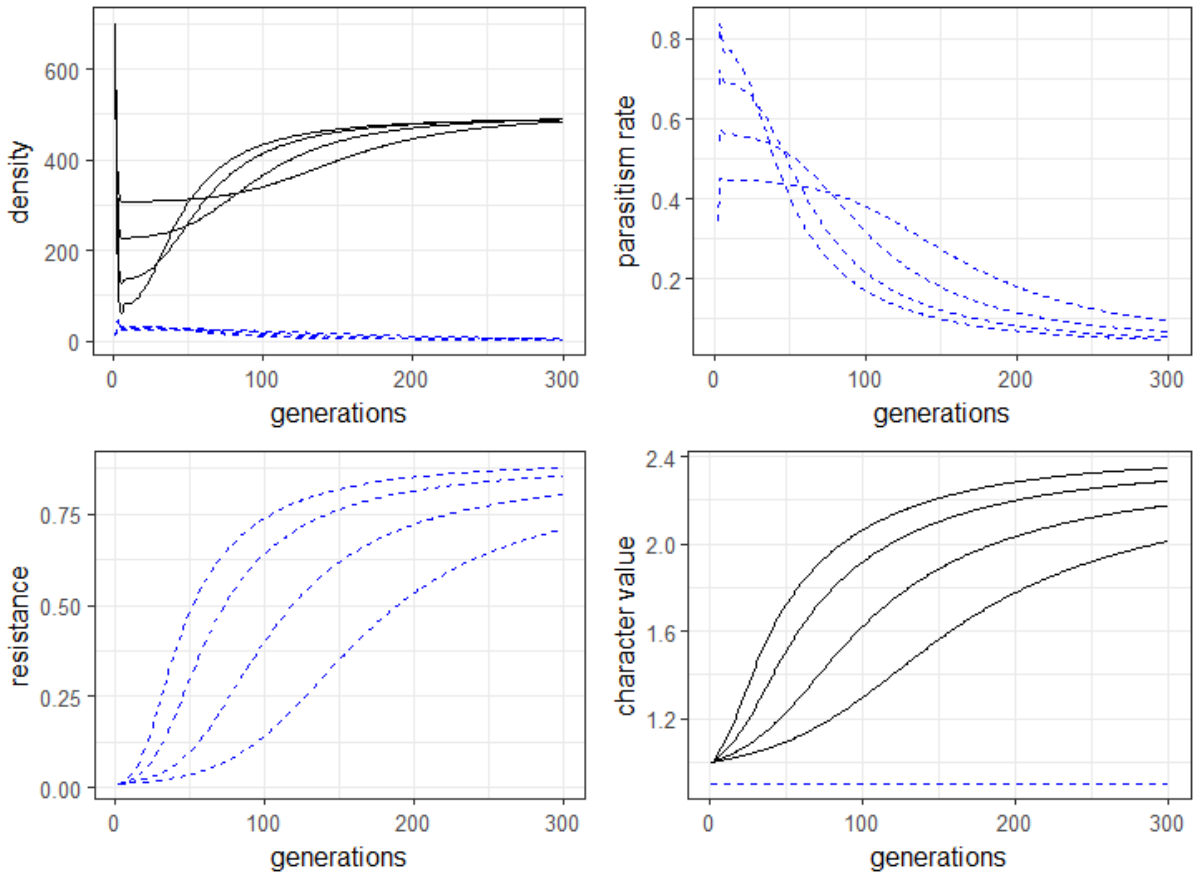 density
600
400
200
0
0 100 200 300
generations
parasitism rate
0.8
0.6
0.4
0.2
0 100 200 300
generations
resistance
0.75
0.50
0.25
0.00
0 100 200 300
generations
character value
2.4
2.0
1.6
1.2
0 100 200 300
generations